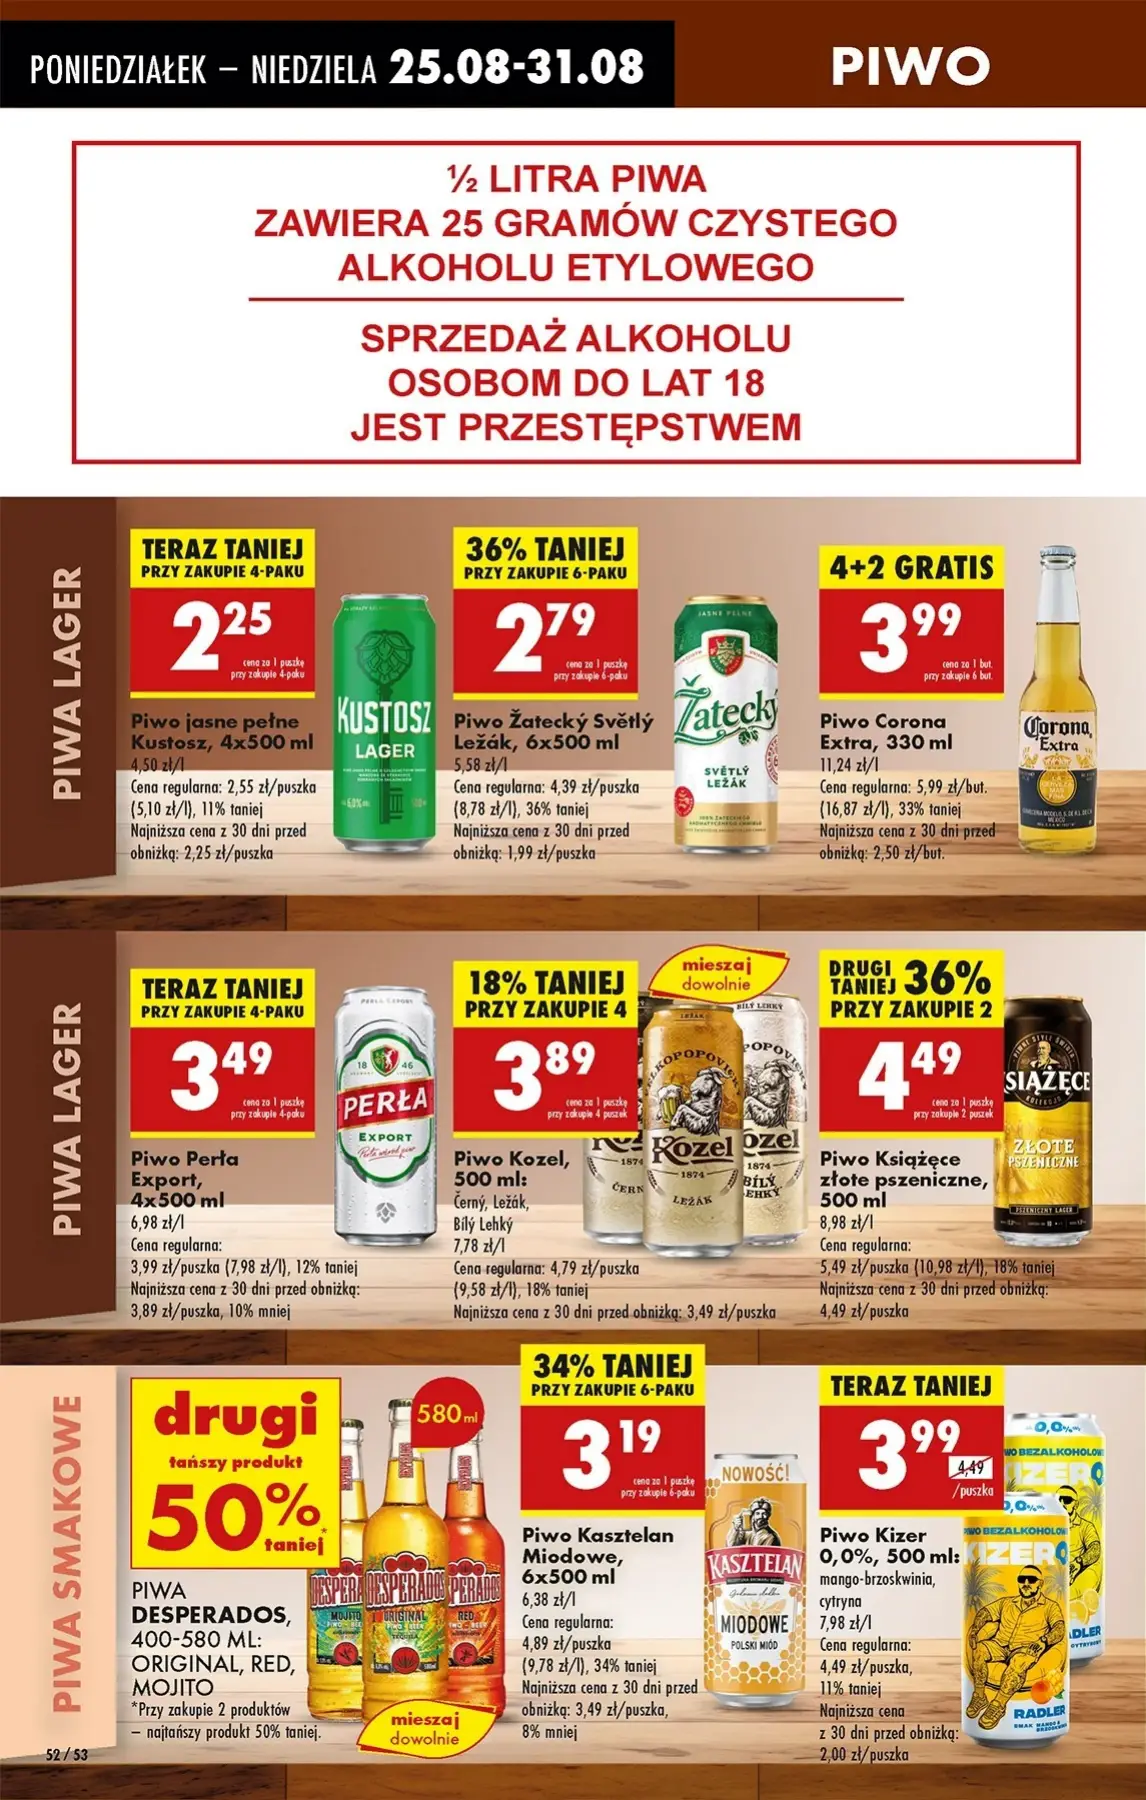 PONIEDZIAŁEK – NIEDZIELA 25.08-31.08
PIWO
½ LITRA PIWA
ZAWIERA 25 GRAMÓW CZYSTEGO
ALKOHOLU ETYLOWEGO
SPRZEDAŻ ALKOHOLU
OSOBOM DO LAT 18
JEST PRZESTĘPSTWEM
PIWA LAGER
TERAZ TANIEJ
PRZY ZAKUPIE 4-PAKU
2 25
cena za 1 puszkę
przy zakupie 4-paku
Piwo jasne pełne
Kustosz, 4x500 ml
4,50 zł/l
Cena regularna: 2,55 zł/puszka
(5,10 zł/l), 11% taniej
Najniższa cena z 30 dni przed
obniżką: 2,25 zł/puszka
KUSTOSZ
LAGER
36% TANIEJ
PRZY ZAKUPIE 6-PAKU
2 79
cena za 1 puszkę
przy zakupie 6-paku
Piwo Žatecký Světlý
Ležák, 6x500 ml
5,58 zł/l
Cena regularna: 4,39 zł/puszka
(8,78 zł/l), 36% taniej
Najniższa cena z 30 dni przed
obniżką: 1,99 zł/puszka
JASNE PEŁNE
Žatecký
SVĚTLÝ
LEŽÁK
4+2 GRATIS
3 99
cena za 1 but.
przy zakupie 6 but.
Piwo Corona
Extra, 330 ml
11,24 zł/l
Cena regularna: 5,99 zł/but.
(16,87 zł/l), 33% taniej
Najniższa cena z 30 dni przed
obniżką: 2,50 zł/but.
Corona
Extra
PIWA LAGER
TERAZ TANIEJ
PRZY ZAKUPIE 4-PAKU
3 49
cena za 1 puszkę
przy zakupie 4-paku
Piwo Perła
Export,
4x500 ml
6,98 zł/l
Cena regularna:
3,99 zł/puszka (7,98 zł/l), 12% taniej
Najniższa cena z 30 dni przed obniżką:
3,89 zł/puszka, 10% mniej
PERŁA EXPORT
18 46
PERŁA
EXPORT
18% TANIEJ
PRZY ZAKUPIE 4
mieszaj
dowolnie
3 89
cena za 1 puszkę
przy zakupie 4 puszek
Piwo Kozel,
500 ml:
Černý, Ležák,
Bílý Lehký
7,78 zł/l
Cena regularna: 4,79 zł/puszka
(9,58 zł/l), 18% taniej
Najniższa cena z 30 dni przed obniżką: 3,49 zł/puszka
Kozel
1874
LEŽÁK
BÍLÝ
LEHKÝ
DRUGI
TANIEJ 36%
PRZY ZAKUPIE 2
4 49
cena za 1 puszkę
przy zakupie 2 puszek
Piwo Książęce
złote pszeniczne,
500 ml
8,98 zł/l
Cena regularna:
5,49 zł/puszka (10,98 zł/l), 18% taniej
Najniższa cena z 30 dni przed obniżką:
4,49 zł/puszka
SIĄŻĘCE
ZŁOTE
PSZENICZNE
PSZENICZNY LAGER
PIWA SMAKOWE
drugi
tańszy produkt
50%*
taniej
580 ml
PIWA
DESPERADOS,
400-580 ML:
ORIGINAL, RED,
MOJITO
*Przy zakupie 2 produktów
– najtańszy produkt 50% taniej.
DESPERADOS
MOJITO
ORIGINAL
RED
mieszaj
dowolnie
34% TANIEJ
PRZY ZAKUPIE 6-PAKU
3 19
cena za 1 puszkę
przy zakupie 6-paku
Piwo Kasztelan
Miodowe,
6x500 ml
6,38 zł/l
Cena regularna:
4,89 zł/puszka
(9,78 zł/l), 34% taniej
Najniższa cena z 30 dni przed
obniżką: 3,49 zł/puszka,
8% mniej
NOWOŚĆ!
KASZTELAN
MIODOWE
POLSKI MIÓD
TERAZ TANIEJ
3 99
4,49
/puszka
Piwo Kizer
0,0%, 500 ml:
mango-brzoskwinia,
cytryna
7,98 zł/l
Cena regularna:
4,49 zł/puszka,
11% taniej
Najniższa cena
z 30 dni przed obniżką:
2,00 zł/puszka
0,0%
PIWO BEZALKOHOLOWE
KIZER
RADLER
52 / 53